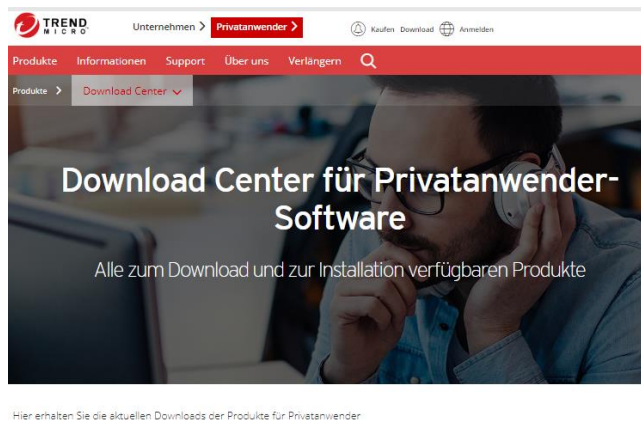 TREND MICRO
Unternehmen > Privatanwender > Kaufen Download Anmelden
Produkte Informationen Support Über uns Verlängern
Produkte > Download Center
Download Center für Privatanwender-
Software
Alle zum Download und zur Installation verfügbaren Produkte
Hier erhalten Sie die aktuellen Downloads der Produkte für Privatanwender